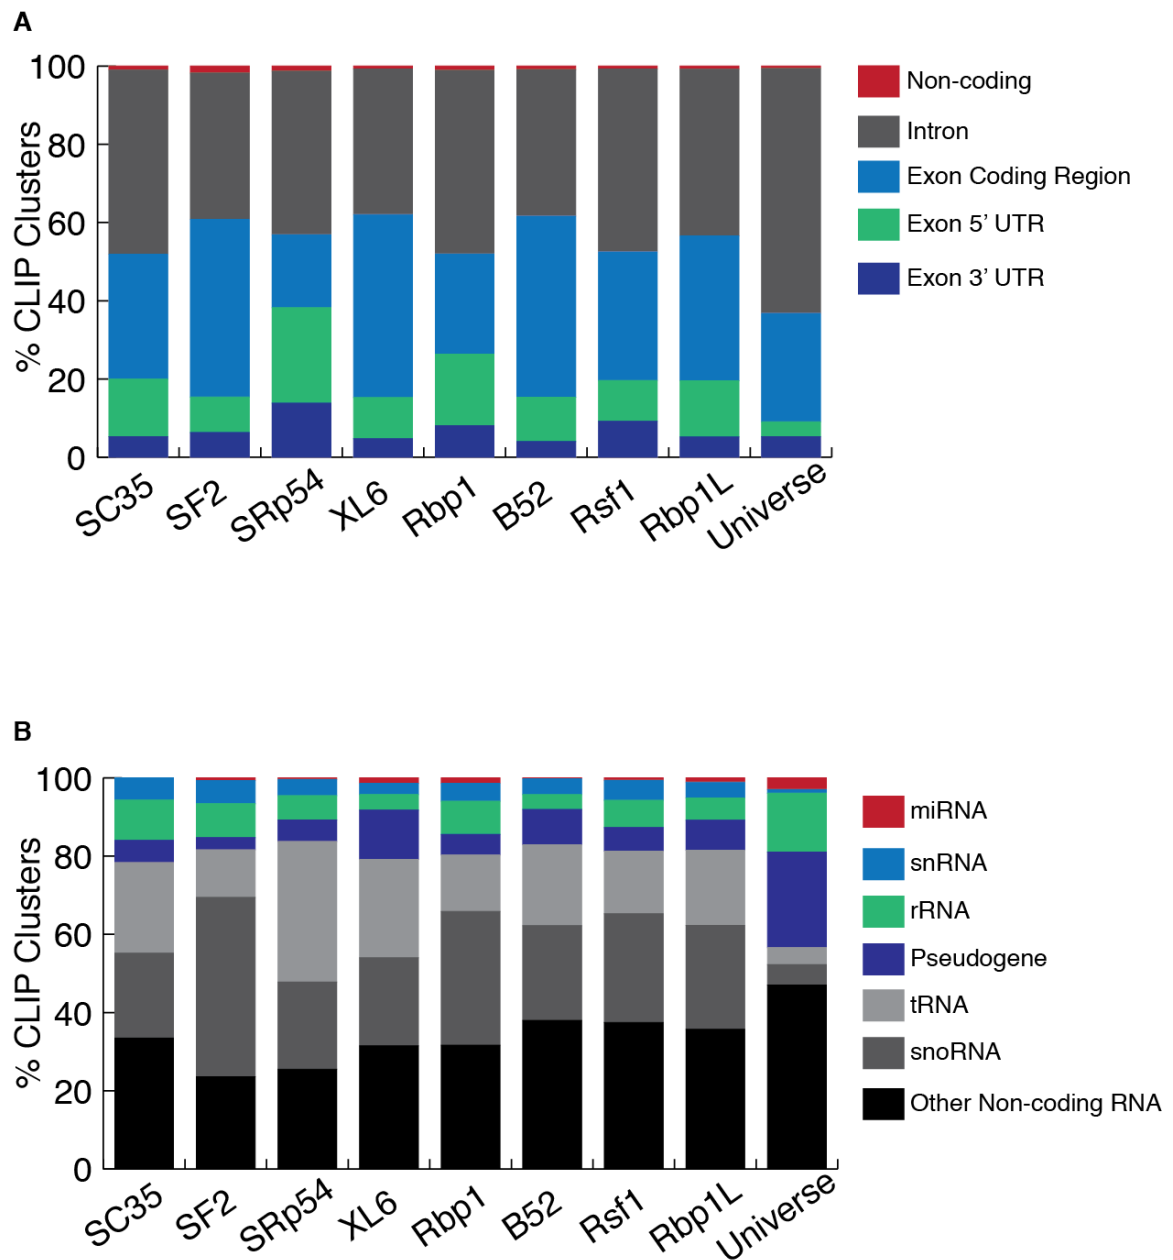 A
% CLIP Clusters
100
80
60
40
20
0
SC35
SF2
SRp54
XL6
Rbp1
B52
Rsf1
Rbp1L
Universe
Non-coding
Intron
Exon Coding Region
Exon 5’ UTR
Exon 3’ UTR
B
% CLIP Clusters
100
80
60
40
20
0
SC35
SF2
SRp54
XL6
Rbp1
B52
Rsf1
Rbp1L
Universe
miRNA
snRNA
rRNA
Pseudogene
tRNA
snoRNA
Other Non-coding RNA